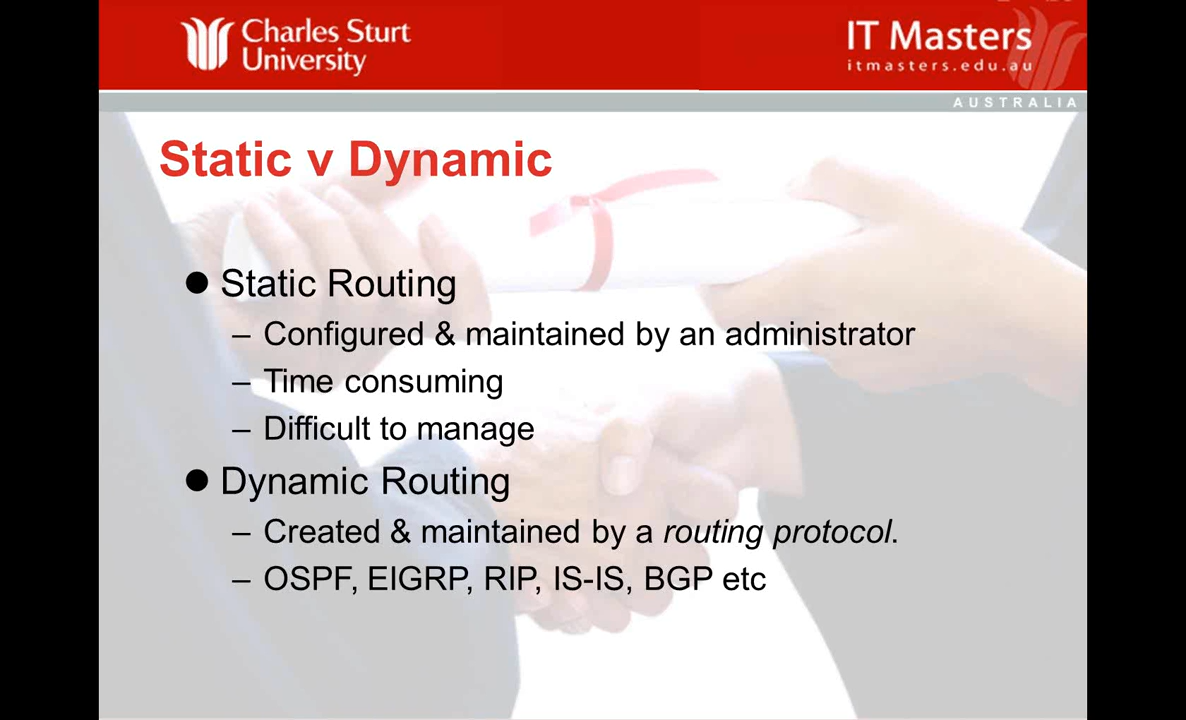 Charles Sturt
University
IT Masters
itmasters.edu.au
AUSTRALIA
Static v Dynamic
● Static Routing
– Configured & maintained by an administrator
– Time consuming
– Difficult to manage
● Dynamic Routing
– Created & maintained by a routing protocol.
– OSPF, EIGRP, RIP, IS-IS, BGP etc